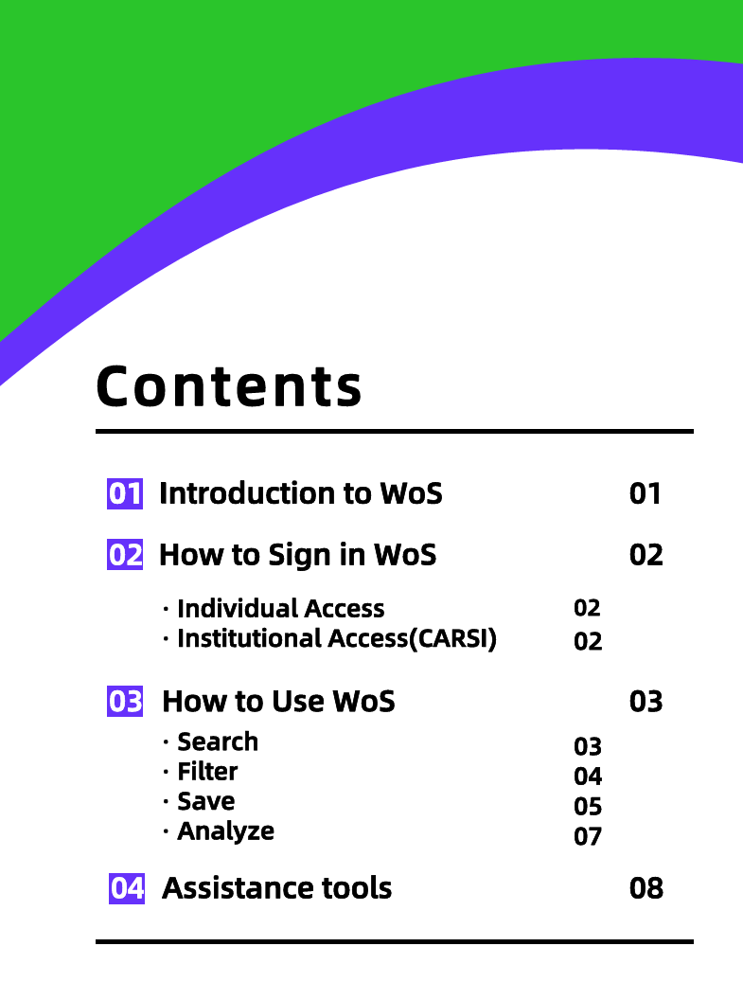 Contents
01 Introduction to WoS 01
02 How to Sign in WoS 02
· Individual Access 02
· Institutional Access(CARSI) 02
03 How to Use WoS 03
· Search 03
· Filter 04
· Save 05
· Analyze 07
04 Assistance tools 08